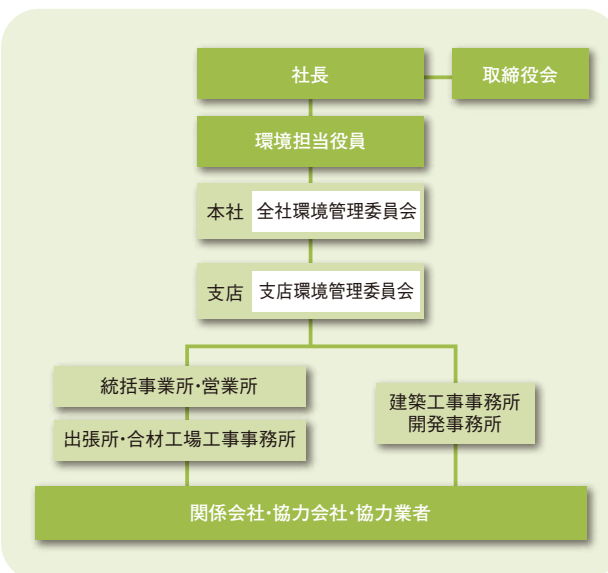 社長
取締役会
環境担当役員
本社 全社環境管理委員会
支店 支店環境管理委員会
統括事業所・営業所
出張所・合材工場工事事務所
建築工事事務所
開発事務所
関係会社・協力会社・協力業者